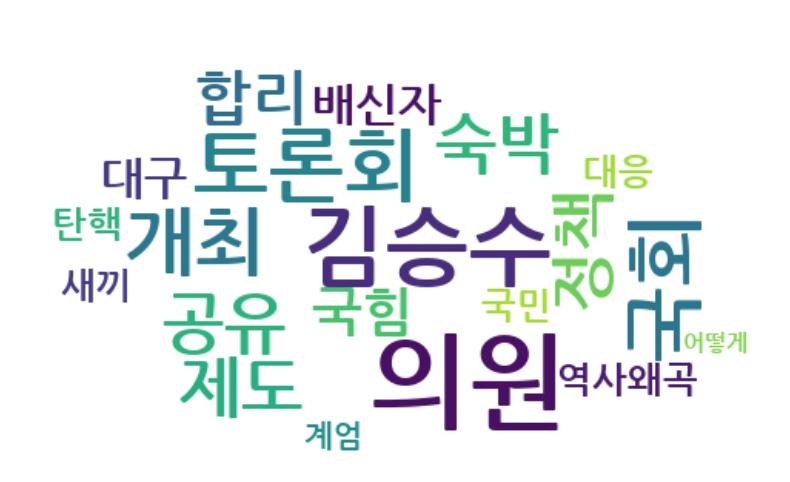 합리
배신자
토론회
숙박
대구
대응
탄핵
개최
김승수
정책
국회
새끼
공유
국힘
국민
어떻게
제도
의원
역사왜곡
계엄